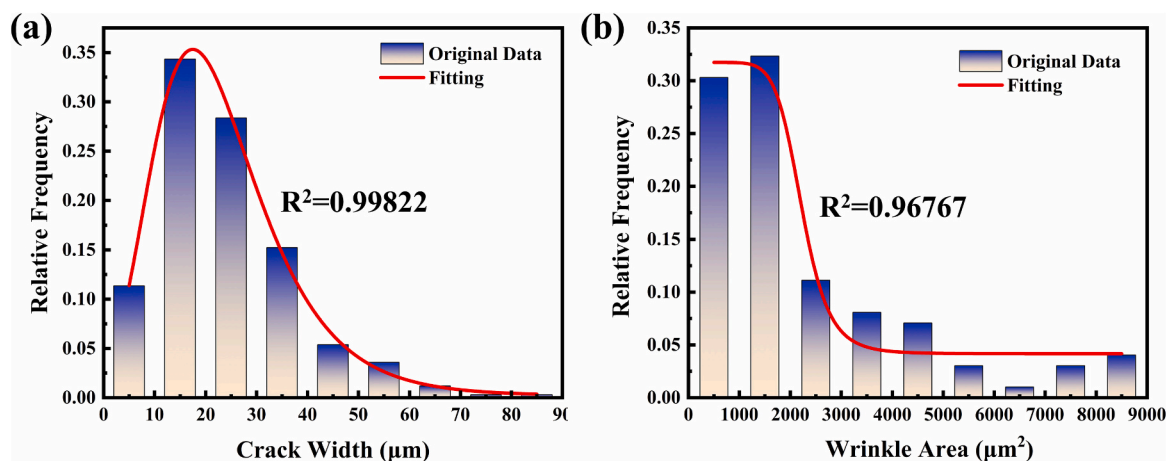 (a)
Relative Frequency
0.35
0.30
0.25
0.20
0.15
0.10
0.05
0.00
Original Data
Fitting
R²=0.99822
0 10 20 30 40 50 60 70 80 90
Crack Width (μm)
(b)
Relative Frequency
0.35
0.30
0.25
0.20
0.15
0.10
0.05
0.00
Original Data
Fitting
R²=0.96767
0 1000 2000 3000 4000 5000 6000 7000 8000 9000
Wrinkle Area (μm²)